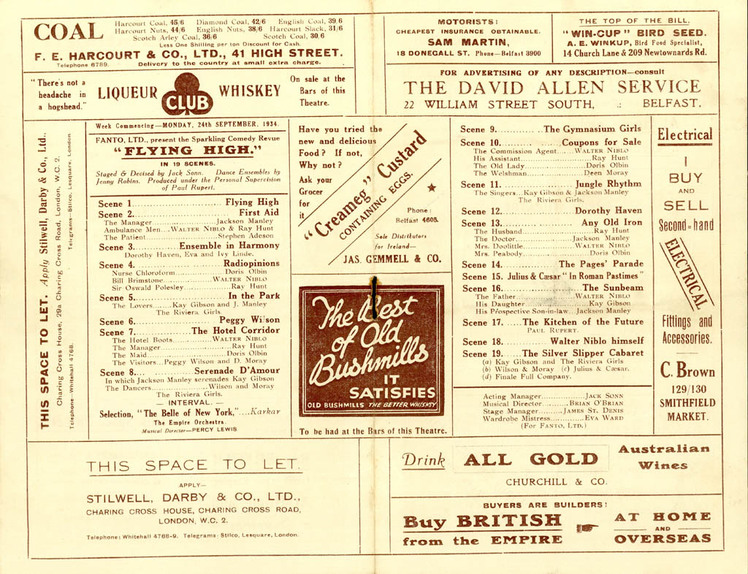 COAL
Harcourt Coal, 45/6 Diamond Coal, 42/6 English Coal, 39.6
Harcourt Nuts, 44/6 English Nuts, 38/6 Harcourt Slack, 31/6
Scotch Arley Coal, 36/6 Scotch Coal, 30.6
Less One Shilling per ton Discount for Cash.
F. E. HARCOURT & CO., LTD., 41 HIGH STREET.
Telephone 6789. Delivery to the country at small extra charge.
"There's not a
headache in
a hogshead."
LIQUEUR CLUB WHISKEY
On sale at the
Bars of this
Theatre.
THIS SPACE TO LET. Apply Stilwell, Darby & Co., Ltd.,
Charing Cross House, 29a Charing Cross Road, London, W.C. 2.
Telephone—Whitehall 4788. Telegrams—Stilco, Lesquare, London
Week Commencing—MONDAY, 24th SEPTEMBER, 1934.
FANTO, LTD., present the Sparkling Comedy Revue
"FLYING HIGH."
IN 19 SCENES.
Staged & Devised by Jack Sonn. Dance Ensembles by
Jenny Robins. Produced under the Personal Supervision
of Paul Rupert.
Scene 1 Flying High
Scene 2. First Aid
The Manager Jackson Manley
Ambulance Men WALTER NIBLO & Ray Hunt
The Patient Stephen Adeson
Scene 3. Ensemble in Harmony
Dorothy Haven, Eva and Ivy Linde.
Scene 4. Radiopinions
Nurse Chloroform Doris Olbin
Bill Brimstone WALTER NIBLO
Sir Oswald Polesley Ray Hunt
Scene 5. In the Park
The Lovers Kay Gibson and J. Manley
The Riviera Girls.
Scene 6. Peggy Wilson
Scene 7. The Hotel Corridor
The Hotel Boots WALTER NIBLO
The Manager Ray Hunt
The Maid Doris Olbin
The Visitors Peggy Wilson and D. Moray
Scene 8. Serenade D'Amour
In which Jackson Manley serenades Kay Gibson
The Dancers Wilson and Moray
The Riviera Girls.
— INTERVAL. —
Selection, "The Belle of New York," Kerker
The Empire Orchestra.
Musical Director—PERCY LEWIS
Have you tried the
new and delicious
Food? If not,
Why not?
Ask your
Grocer
for
it
"Creameg" Custard
CONTAINING EGGS.
Phone:
Belfast 4608.
Sole Distributors
for Ireland—
JAS. GEMMELL & CO.
The Best
of Old
Bushmills
IT
SATISFIES
OLD BUSHMILLS THE BETTER WHISKY
To be had at the Bars of this Theatre.
THIS SPACE TO LET.
APPLY—
STILWELL, DARBY & CO., LTD.,
CHARING CROSS HOUSE, CHARING CROSS ROAD,
LONDON, W.C. 2.
Telephone: Whitehall 4788-9. Telegrams: Stilco, Lesquare, London.
MOTORISTS:
CHEAPEST INSURANCE OBTAINABLE.
SAM MARTIN,
18 DONEGALL ST. Phone—Belfast 3900
THE TOP OF THE BILL.
"WIN-CUP" BIRD SEED.
A. E. WINKUP, Bird Food Specialist,
14 Church Lane & 209 Newtownards Rd.
FOR ADVERTISING OF ANY DESCRIPTION—consult
THE DAVID ALLEN SERVICE
22 WILLIAM STREET SOUTH, :: BELFAST.
Scene 9. The Gymnasium Girls
Scene 10. Coupons for Sale
The Commission Agent WALTER NIBLO
His Assistant Ray Hunt
The Old Lady Doris Olbin
The Welshman Deen Moray
Scene 11. Jungle Rhythm
The Singers Kay Gibson & Jackson Manley
The Riviera Girls.
Scene 12. Dorothy Haven
Scene 13. Any Old Iron
The Husband Ray Hunt
The Doctor Jackson Manley
Mrs. Doolittle WALTER NIBLO
Mrs. Peabody Doris Olbin
Scene 14. The Pages' Parade
Scene 15. Julius & Cæsar "In Roman Pastimes"
Scene 16. The Sunbeam
The Father WALTER NIBLO
His Daughter Kay Gibson
His Prospective Son-in-law Jackson Manley
Scene 17. The Kitchen of the Future
PAUL RUPERT.
Scene 18. Walter Niblo himself
Scene 19. The Silver Slipper Cabaret
(a) Kay Gibson and The Riviera Girls
(b) Wilson & Moray (c) Julius & Cæsar.
(d) Finale Full Company.
Acting Manager JACK SONN
Musical Director BRIAN O'BRIAN
Stage Manager JAMES ST. DENIS
Wardrobe Mistress EVA WARD
(For FANTO, LTD.)
Electrical
I
BUY
AND
SELL
Second-hand
ELECTRICAL
Fittings and
Accessories.
C. Brown
129/130
SMITHFIELD
MARKET.
Drink ALL GOLD Australian
Wines
CHURCHILL & CO.
BUYERS ARE BUILDERS:
Buy BRITISH
from the EMPIRE
AT HOME
AND
OVERSEAS